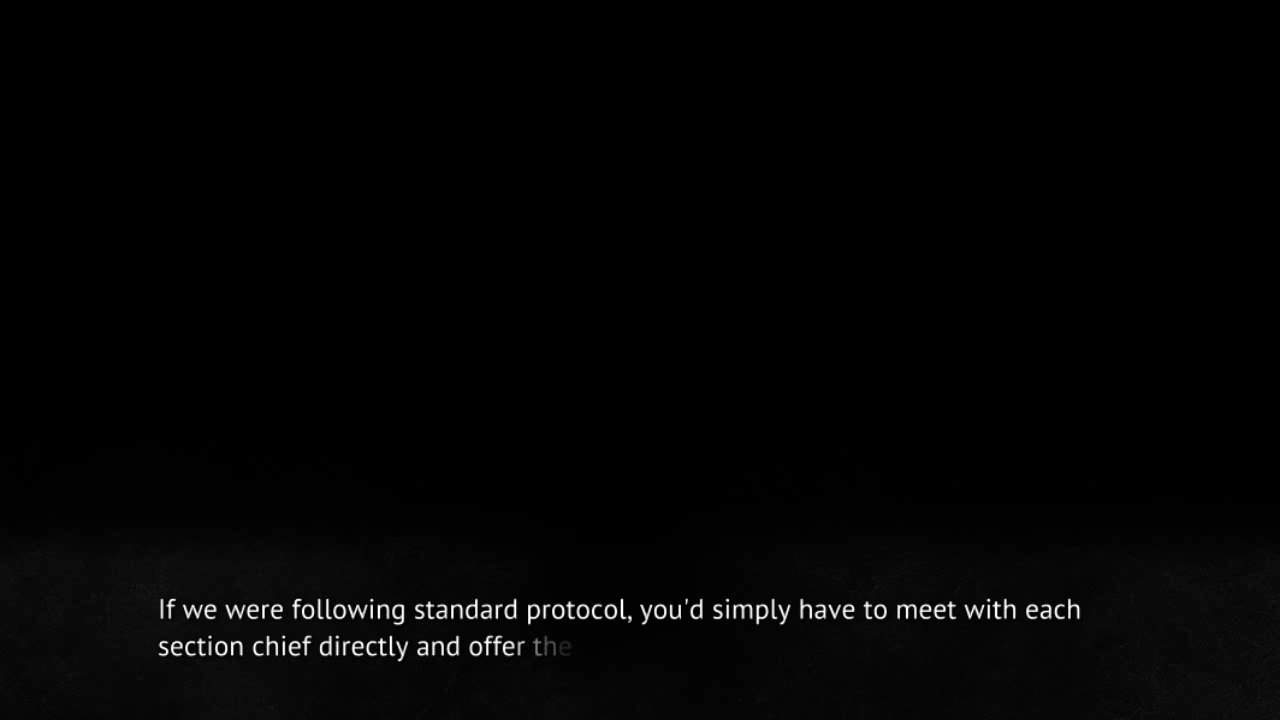 If we were following standard protocol, you'd simply have to meet with each
section chief directly and offer the